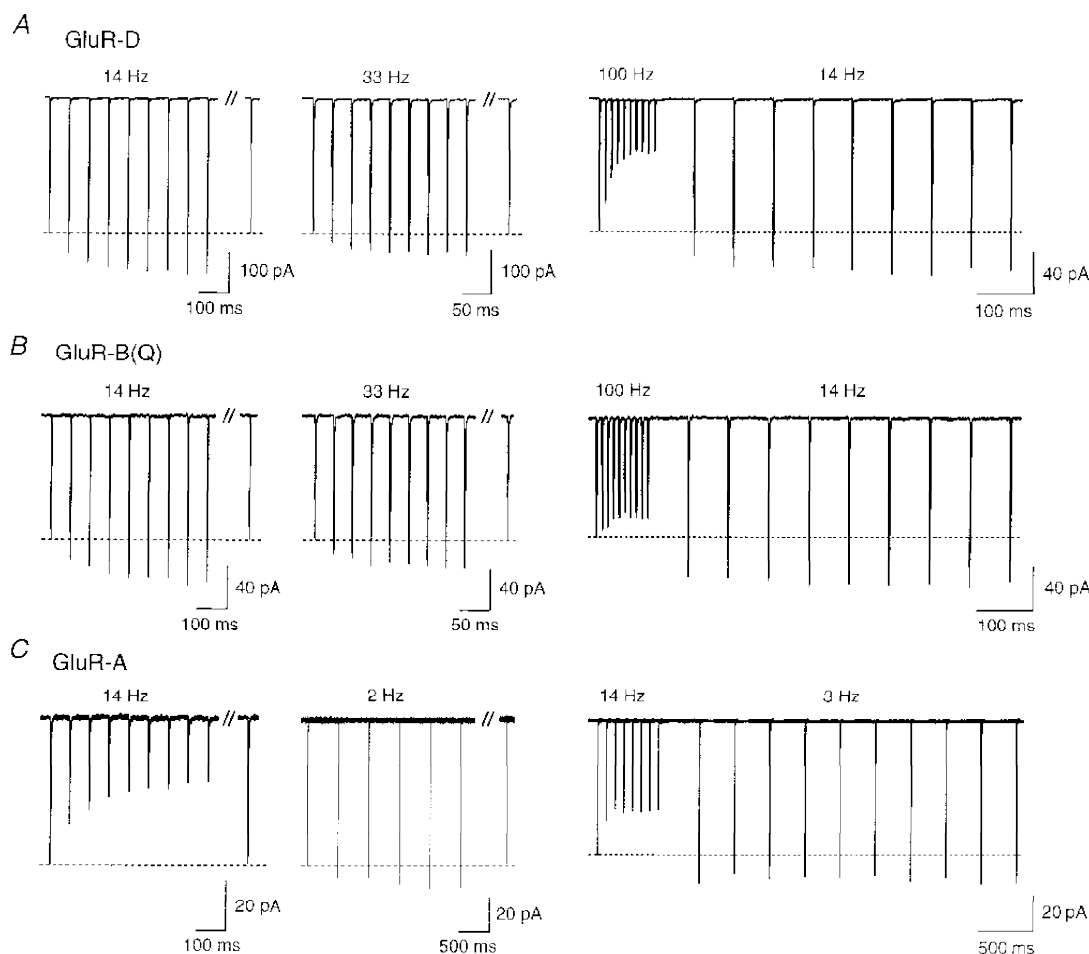 A
GluR-D
14 Hz
33 Hz
100 Hz
14 Hz
//
//
100 pA
100 ms
100 pA
50 ms
40 pA
100 ms
B
GluR-B(Q)
14 Hz
33 Hz
100 Hz
14 Hz
//
//
40 pA
100 ms
40 pA
50 ms
40 pA
100 ms
C
GluR-A
14 Hz
2 Hz
14 Hz
3 Hz
//
//
20 pA
100 ms
20 pA
500 ms
20 pA
500 ms